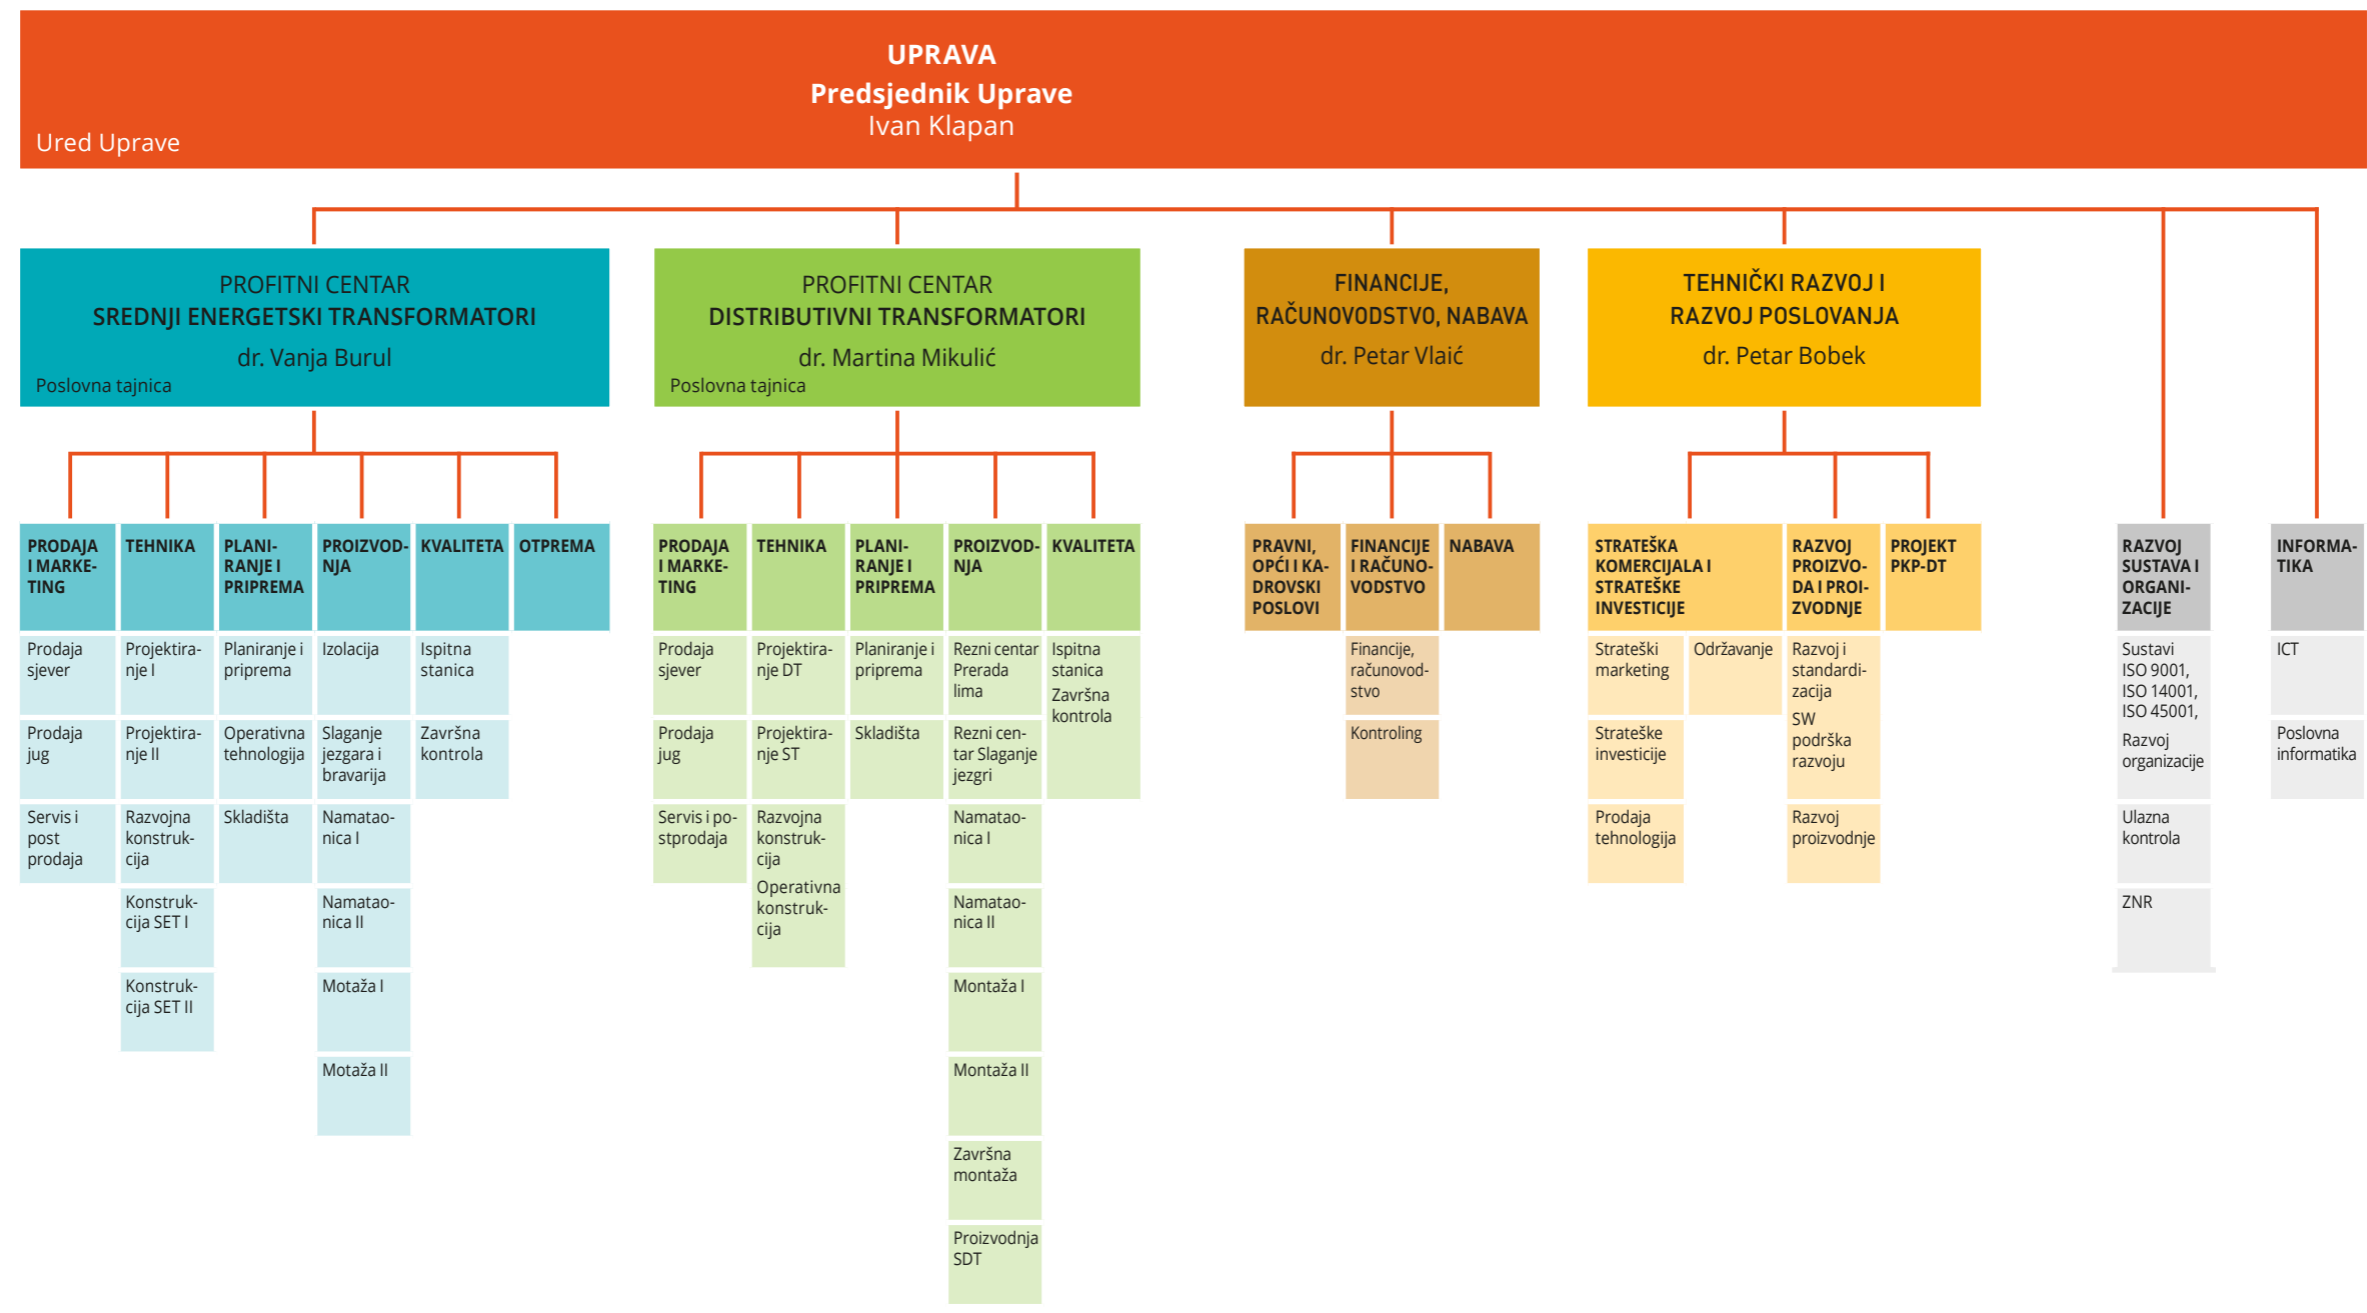 UPRAVA
Predsjednik Uprave
Ivan Klapan
Ured Uprave
PROFITNI CENTAR
SREDNJI ENERGETSKI TRANSFORMATORI
dr. Vanja Burul
Poslovna tajnica
PROFITNI CENTAR
DISTRIBUTIVNI TRANSFORMATORI
dr. Martina Mikulić
Poslovna tajnica
FINANCIJE,
RAČUNOVODSTVO, NABAVA
dr. Petar Vlaić
TEHNIČKI RAZVOJ I
RAZVOJ POSLOVANJA
dr. Petar Bobek
PRODAJA
I MARKE-
TING
Prodaja
sjever
Prodaja
jug
Servis i
post
prodaja
TEHNIKA
Projektira-
nje I
Projektira-
nje II
Razvojna
konstruk-
cija
Konstruk-
cija SET I
Konstruk-
cija SET II
PLANI-
RANJE I
PRIPREMA
Planiranje i
priprema
Operativna
tehnologija
Skladišta
PROIZVOD-
NJA
Izolacija
Slaganje
jezgara i
bravarija
Namatao-
nica I
Namatao-
nica II
Motaža I
Motaža II
KVALITETA
Ispitna
stanica
Završna
kontrola
OTPREMA
PRODAJA
I MARKE-
TING
Prodaja
sjever
Prodaja
jug
Servis i po-
stprodaja
TEHNIKA
Projektira-
nje DT
Projektira-
nje ST
Razvojna
konstruk-
cija
Operativna
konstruk-
cija
PLANI-
RANJE I
PRIPREMA
Planiranje i
priprema
Skladišta
PROIZVOD-
NJA
Rezni centar
Prerada
lima
Rezni cen-
tar Slaganje
jezgri
Namatao-
nica I
Namatao-
nica II
Montaža I
Montaža II
Završna
montaža
Proizvodnja
SDT
KVALITETA
Ispitna
stanica
Završna
kontrola
PRAVNI,
OPĆI I KA-
DROVSKI
POSLOVI
FINANCIJE
I RAČUNO-
VODSTVO
Financije,
računovod-
stvo
Kontroling
NABAVA
STRATEŠKA
KOMERCIJALA I
STRATEŠKE
INVESTICIJE
Strateški
marketing
Strateške
investicije
Prodaja
tehnologija
Održavanje
RAZVOJ
PROIZVO-
DA I PROI-
ZVODNJE
Razvoj i
standardi-
zacija
SW
podrška
razvoju
Razvoj
proizvodnje
PROJEKT
PKP-DT
RAZVOJ
SUSTAVA I
ORGANI-
ZACIJE
Sustavi
ISO 9001,
ISO 14001,
ISO 45001,
Razvoj
organizacije
Ulazna
kontrola
ZNR
INFORMA-
TIKA
ICT
Poslovna
informatika